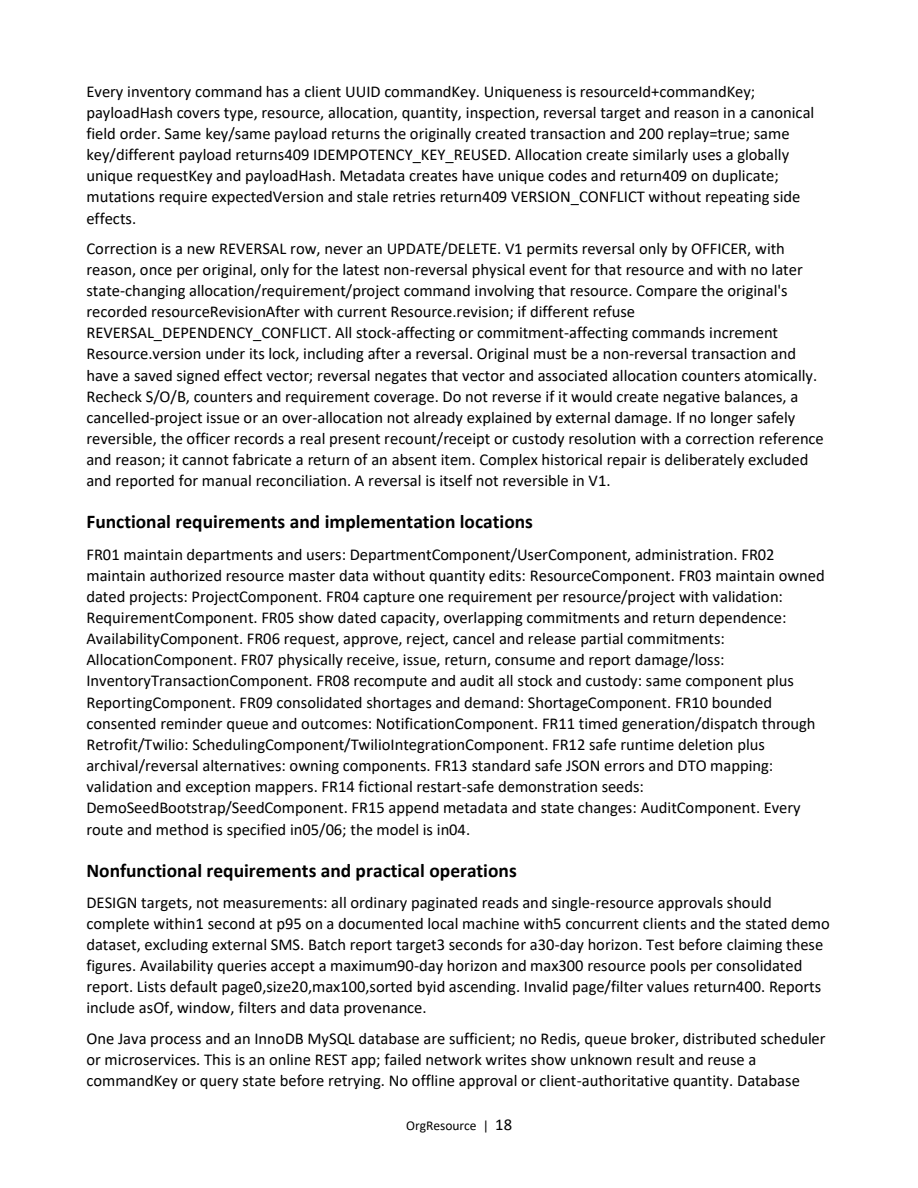 Every inventory command has a client UUID commandKey. Uniqueness is resourceId+commandKey;
payloadHash covers type, resource, allocation, quantity, inspection, reversal target and reason in a canonical
field order. Same key/same payload returns the originally created transaction and 200 replay=true; same
key/different payload returns409 IDEMPOTENCY_KEY_REUSED. Allocation create similarly uses a globally
unique requestKey and payloadHash. Metadata creates have unique codes and return409 on duplicate;
mutations require expectedVersion and stale retries return409 VERSION_CONFLICT without repeating side
effects.
Correction is a new REVERSAL row, never an UPDATE/DELETE. V1 permits reversal only by OFFICER, with
reason, once per original, only for the latest non-reversal physical event for that resource and with no later
state-changing allocation/requirement/project command involving that resource. Compare the original's
recorded resourceRevisionAfter with current Resource.revision; if different refuse
REVERSAL_DEPENDENCY_CONFLICT. All stock-affecting or commitment-affecting commands increment
Resource.version under its lock, including after a reversal. Original must be a non-reversal transaction and
have a saved signed effect vector; reversal negates that vector and associated allocation counters atomically.
Recheck S/O/B, counters and requirement coverage. Do not reverse if it would create negative balances, a
cancelled-project issue or an over-allocation not already explained by external damage. If no longer safely
reversible, the officer records a real present recount/receipt or custody resolution with a correction reference
and reason; it cannot fabricate a return of an absent item. Complex historical repair is deliberately excluded
and reported for manual reconciliation. A reversal is itself not reversible in V1.
Functional requirements and implementation locations
FR01 maintain departments and users: DepartmentComponent/UserComponent, administration. FR02
maintain authorized resource master data without quantity edits: ResourceComponent. FR03 maintain owned
dated projects: ProjectComponent. FR04 capture one requirement per resource/project with validation:
RequirementComponent. FR05 show dated capacity, overlapping commitments and return dependence:
AvailabilityComponent. FR06 request, approve, reject, cancel and release partial commitments:
AllocationComponent. FR07 physically receive, issue, return, consume and report damage/loss:
InventoryTransactionComponent. FR08 recompute and audit all stock and custody: same component plus
ReportingComponent. FR09 consolidated shortages and demand: ShortageComponent. FR10 bounded
consented reminder queue and outcomes: NotificationComponent. FR11 timed generation/dispatch through
Retrofit/Twilio: SchedulingComponent/TwilioIntegrationComponent. FR12 safe runtime deletion plus
archival/reversal alternatives: owning components. FR13 standard safe JSON errors and DTO mapping:
validation and exception mappers. FR14 fictional restart-safe demonstration seeds:
DemoSeedBootstrap/SeedComponent. FR15 append metadata and state changes: AuditComponent. Every
route and method is specified in05/06; the model is in04.
Nonfunctional requirements and practical operations
DESIGN targets, not measurements: all ordinary paginated reads and single-resource approvals should
complete within1 second at p95 on a documented local machine with5 concurrent clients and the stated demo
dataset, excluding external SMS. Batch report target3 seconds for a30-day horizon. Test before claiming these
figures. Availability queries accept a maximum90-day horizon and max300 resource pools per consolidated
report. Lists default page0,size20,max100,sorted byid ascending. Invalid page/filter values return400. Reports
include asOf, window, filters and data provenance.
One Java process and an InnoDB MySQL database are sufficient; no Redis, queue broker, distributed scheduler
or microservices. This is an online REST app; failed network writes show unknown result and reuse a
commandKey or query state before retrying. No offline approval or client-authoritative quantity. Database
OrgResource | 18